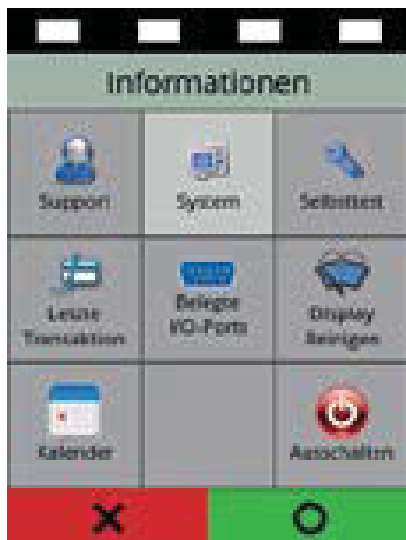 Informationen
Support
System
Selbsttest
Letzte
Transaktion
Belegte
I/O-Ports
Display
Reinigen
Kalender
Ausschalten